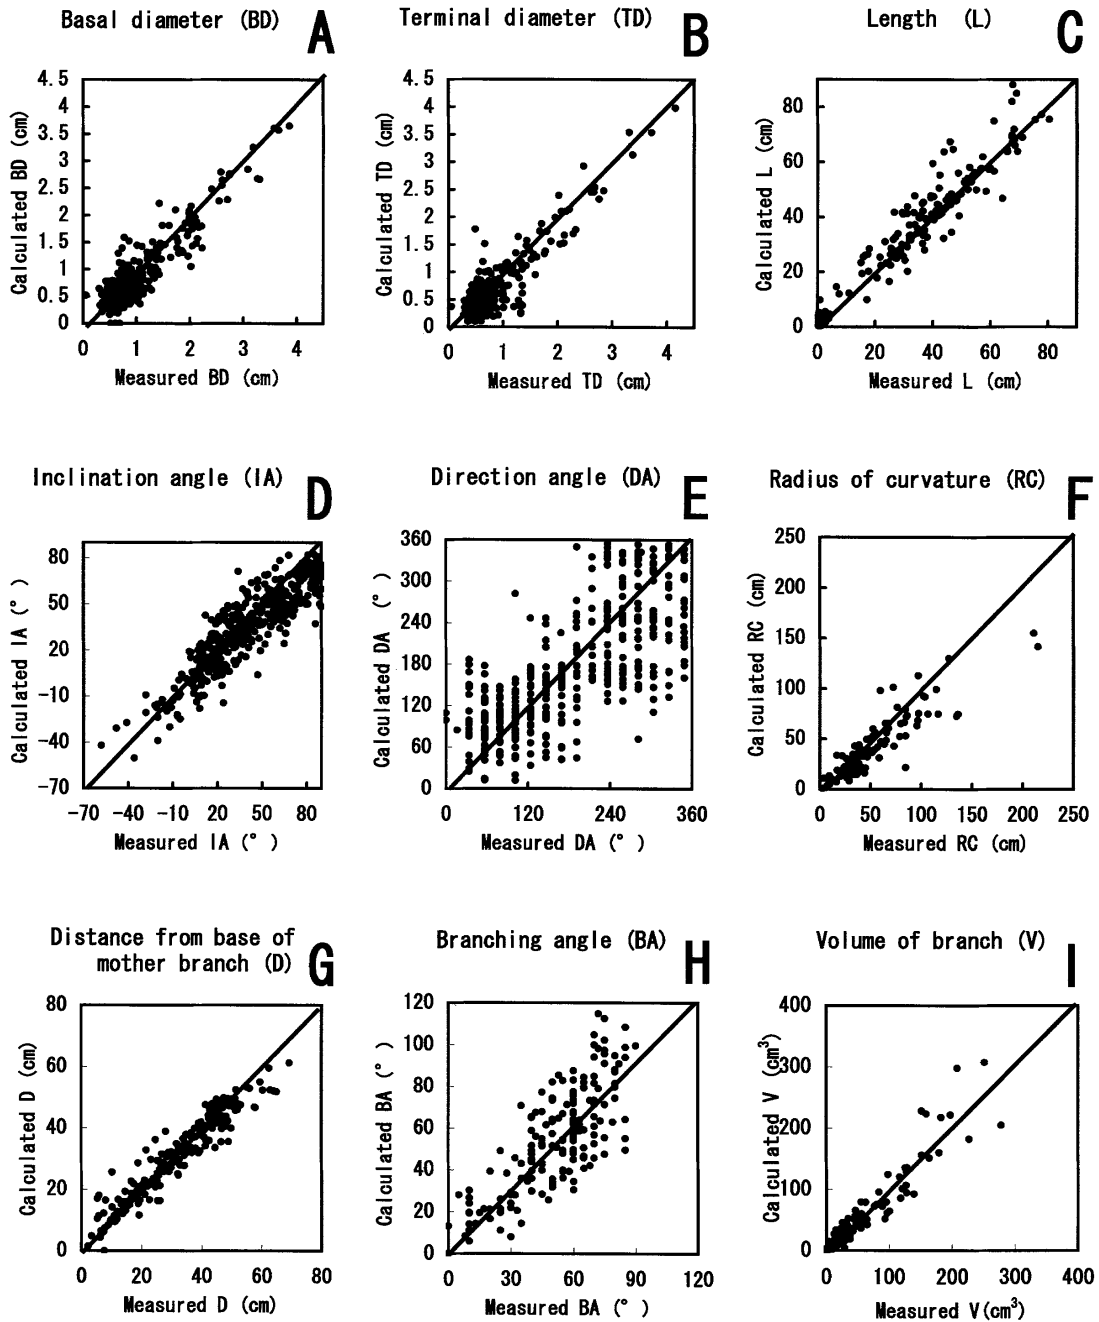 Basal diameter (BD) A
Calculated BD (cm)
4.5
4
3.5
3
2.5
2
1.5
1
0.5
0
0 1 2 3 4
Measured BD (cm)
Terminal diameter (TD) B
Calculated TD (cm)
4.5
4
3.5
3
2.5
2
1.5
1
0.5
0
0 1 2 3 4
Measured TD (cm)
Length (L) C
Calculated L (cm)
80
60
40
20
0
0 20 40 60 80
Measured L (cm)
Inclination angle (IA) D
Calculated IA (°)
80
50
20
-10
-40
-70
-70 -40 -10 20 50 80
Measured IA (°)
Direction angle (DA) E
Calculated DA (°)
360
300
240
180
120
60
0
0 120 240 360
Measured DA (°)
Radius of curvature (RC) F
Calculated RC (cm)
250
200
150
100
50
0
0 50 100 150 200 250
Measured RC (cm)
Distance from base of
mother branch (D) G
Calculated D (cm)
80
60
40
20
0
0 20 40 60 80
Measured D (cm)
Branching angle (BA) H
Calculated BA (°)
120
100
80
60
40
20
0
0 30 60 90 120
Measured BA (°)
Volume of branch (V) I
Calculated V (cm³)
400
300
200
100
0
0 100 200 300 400
Measured V(cm³)